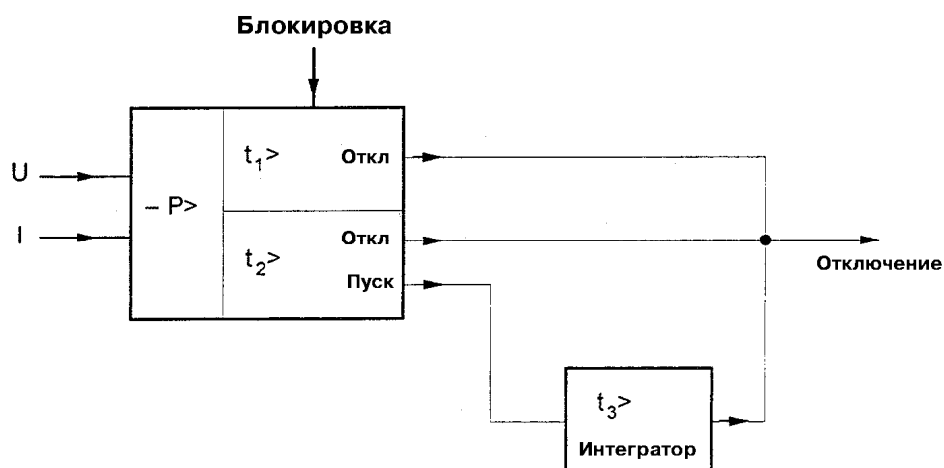 Блокировка
U
I
– P>
t₁> Откл
Откл
t₂>
Пуск
Отключение
t₃>
Интегратор